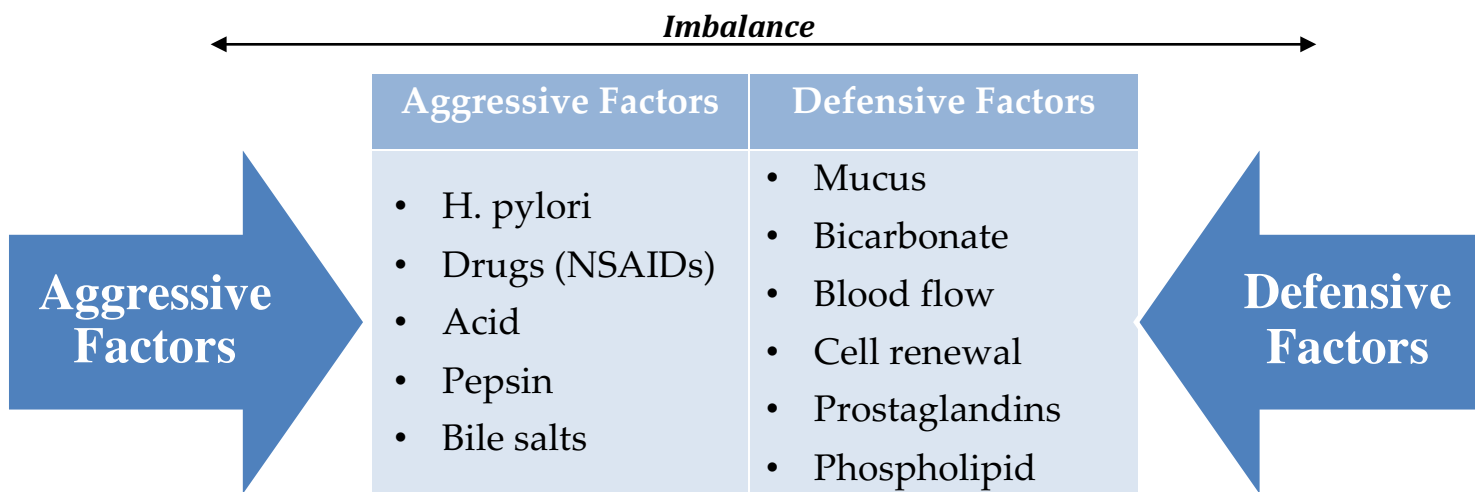 Imbalance
Aggressive Factors
Defensive Factors
Aggressive
Factors
• H. pylori
• Drugs (NSAIDs)
• Acid
• Pepsin
• Bile salts
• Mucus
• Bicarbonate
• Blood flow
• Cell renewal
• Prostaglandins
• Phospholipid
Defensive
Factors